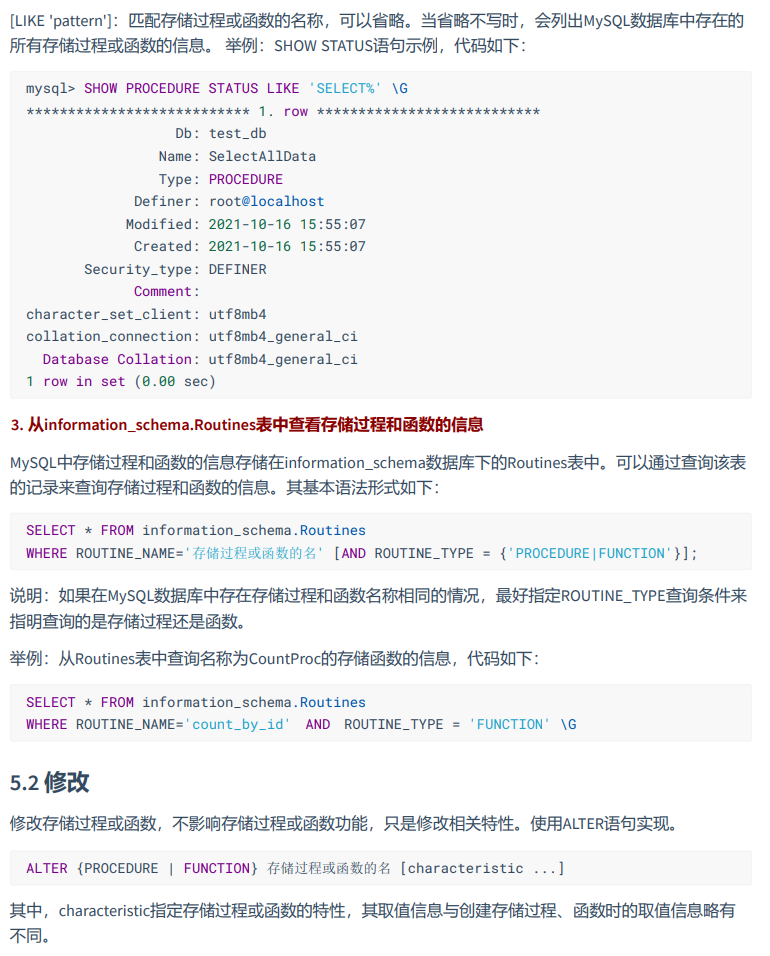 [LIKE 'pattern']：匹配存储过程或函数的名称，可以省略。当省略不写时，会列出MySQL数据库中存在的
所有存储过程或函数的信息。 举例：SHOW STATUS语句示例，代码如下：
mysql> SHOW PROCEDURE STATUS LIKE 'SELECT%' \G
*************************** 1. row ***************************
Db: test_db
Name: SelectAllData
Type: PROCEDURE
Definer: root@localhost
Modified: 2021-10-16 15:55:07
Created: 2021-10-16 15:55:07
Security_type: DEFINER
Comment:
character_set_client: utf8mb4
collation_connection: utf8mb4_general_ci
Database Collation: utf8mb4_general_ci
1 row in set (0.00 sec)
3. 从information_schema.Routines表中查看存储过程和函数的信息
MySQL中存储过程和函数的信息存储在information_schema数据库下的Routines表中。可以通过查询该表
的记录来查询存储过程和函数的信息。其基本语法形式如下：
SELECT * FROM information_schema.Routines
WHERE ROUTINE_NAME='存储过程或函数的名' [AND ROUTINE_TYPE = {'PROCEDURE|FUNCTION'}];
说明：如果在MySQL数据库中存在存储过程和函数名称相同的情况，最好指定ROUTINE_TYPE查询条件来
指明查询的是存储过程还是函数。
举例：从Routines表中查询名称为CountProc的存储函数的信息，代码如下：
SELECT * FROM information_schema.Routines
WHERE ROUTINE_NAME='count_by_id' AND ROUTINE_TYPE = 'FUNCTION' \G
5.2 修改
修改存储过程或函数，不影响存储过程或函数功能，只是修改相关特性。使用ALTER语句实现。
ALTER {PROCEDURE | FUNCTION} 存储过程或函数的名 [characteristic ...]
其中，characteristic指定存储过程或函数的特性，其取值信息与创建存储过程、函数时的取值信息略有
不同。